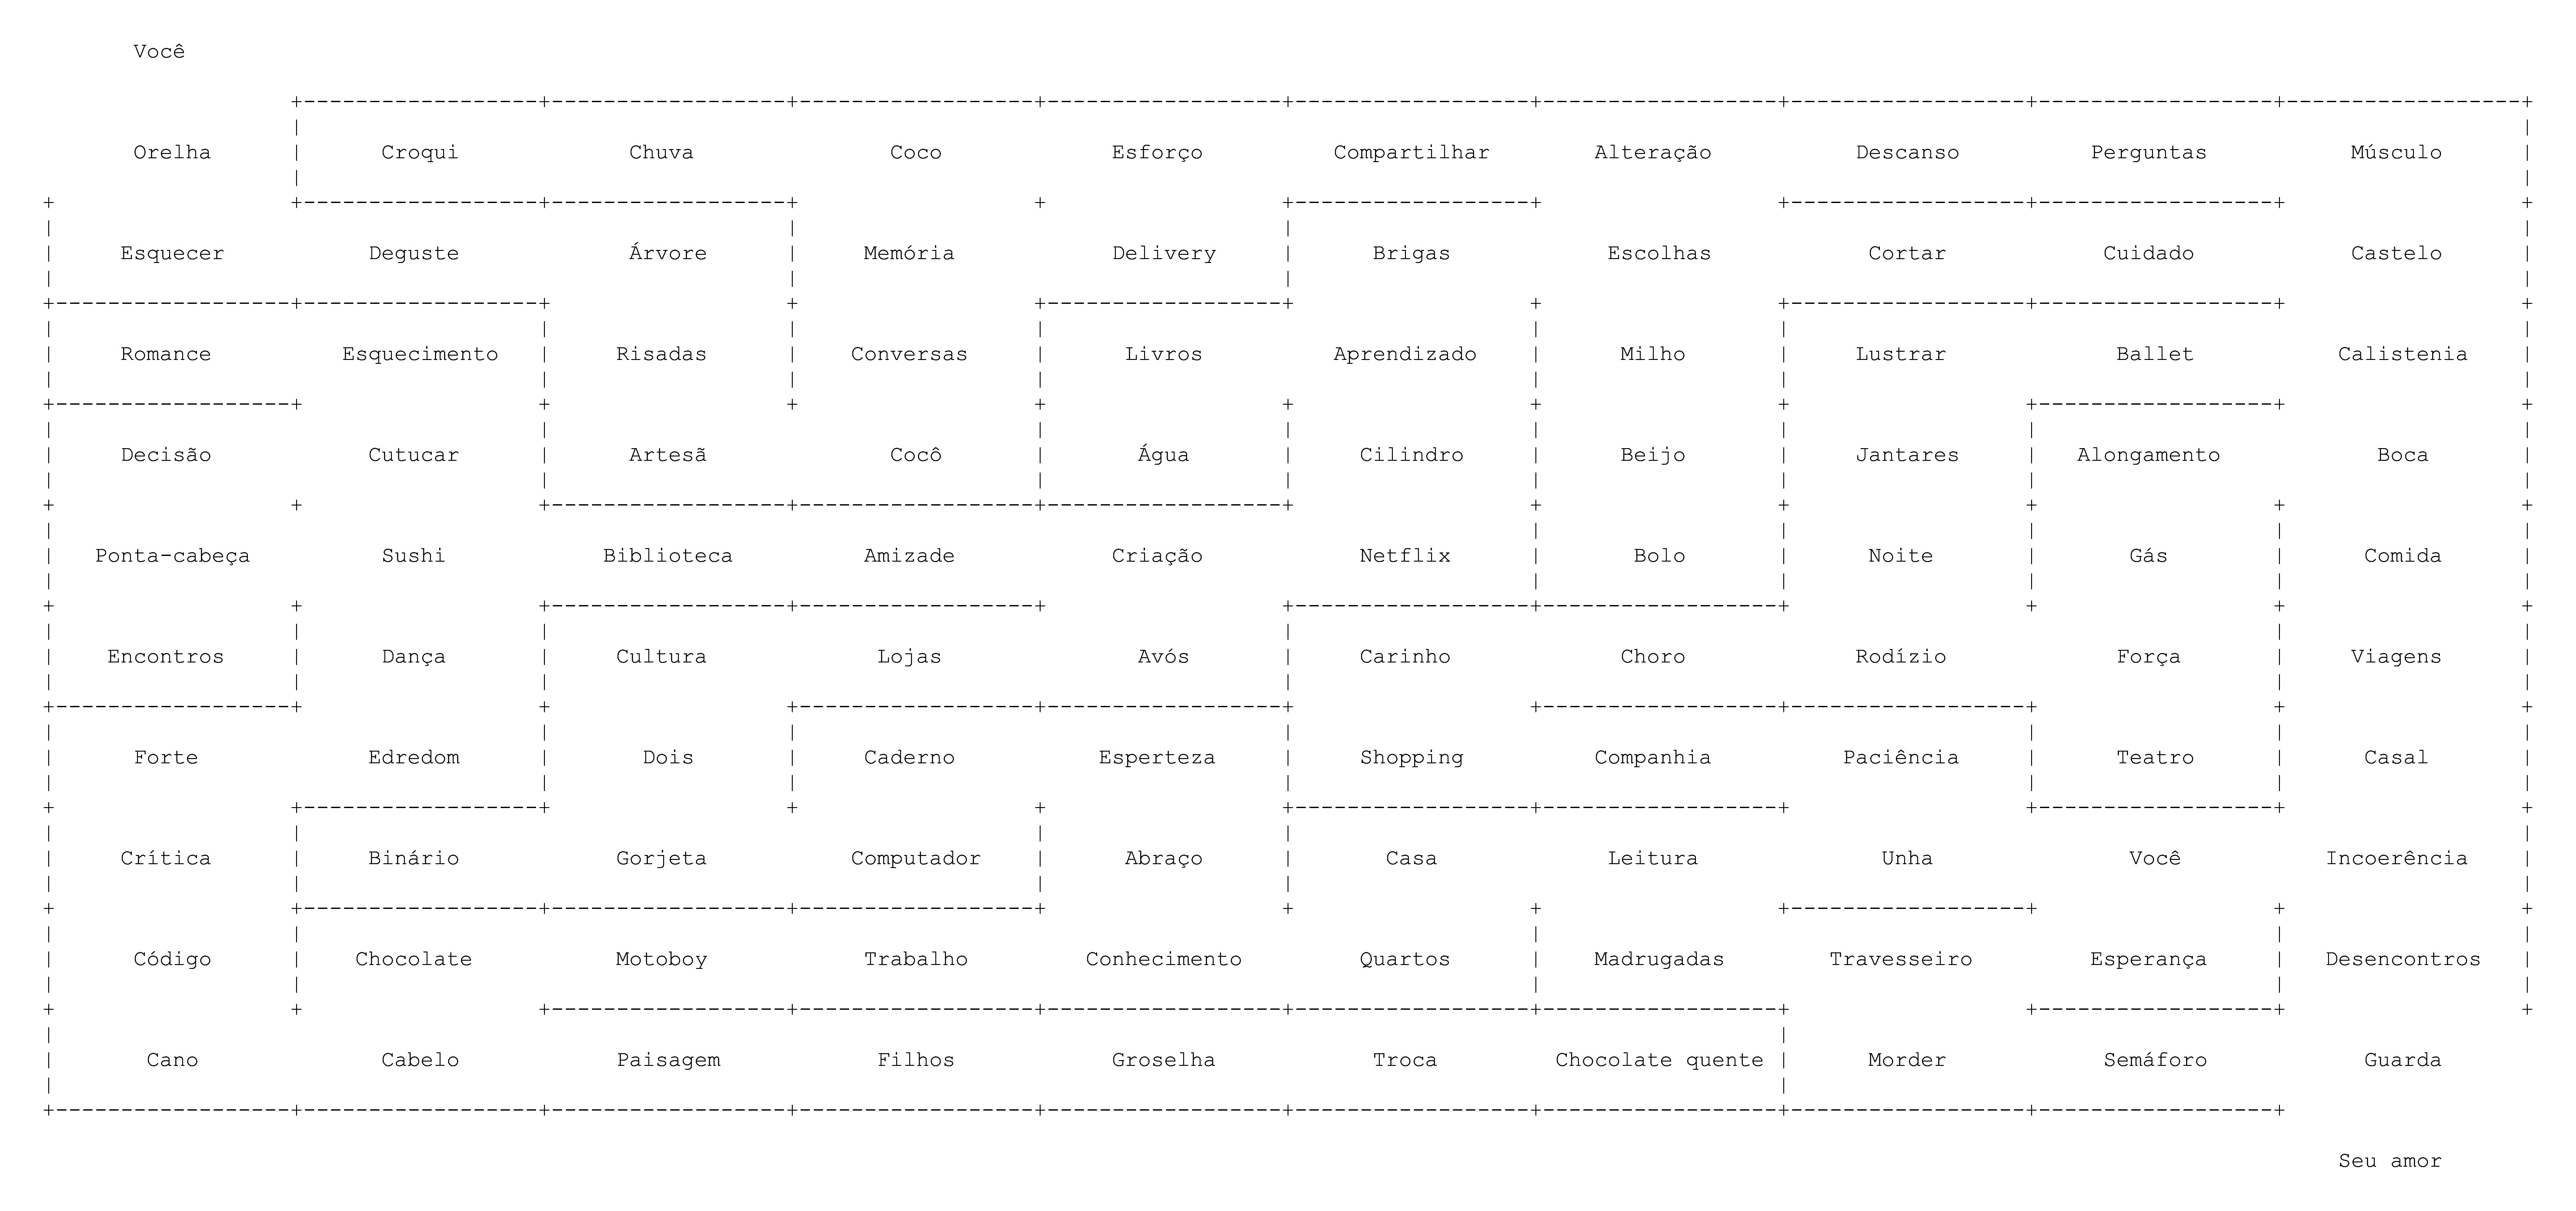 Você
Orelha Croqui Chuva Coco Esforço Compartilhar Alteração Descanso Perguntas Músculo
Esquecer Deguste Árvore Memória Delivery Brigas Escolhas Cortar Cuidado Castelo
Romance Esquecimento Risadas Conversas Livros Aprendizado Milho Lustrar Ballet Calistenia
Decisão Cutucar Artesã Cocô Água Cilindro Beijo Jantares Alongamento Boca
Ponta-cabeça Sushi Biblioteca Amizade Criação Netflix Bolo Noite Gás Comida
Encontros Dança Cultura Lojas Avós Carinho Choro Rodízio Força Viagens
Forte Edredom Dois Caderno Esperteza Shopping Companhia Paciência Teatro Casal
Crítica Binário Gorjeta Computador Abraço Casa Leitura Unha Você Incoerência
Código Chocolate Motoboy Trabalho Conhecimento Quartos Madrugadas Travesseiro Esperança Desencontros
Cano Cabelo Paisagem Filhos Groselha Troca Chocolate quente Morder Semáforo Guarda
Seu amor